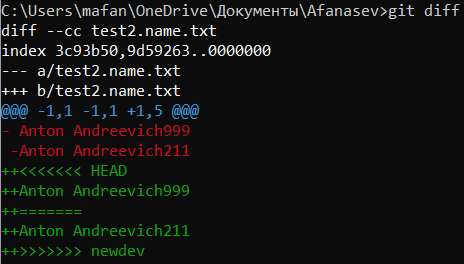 C:\Users\mafan\OneDrive\Документы\Afanasev>git diff
diff --cc test2.name.txt
index 3c93b50,9d59263..0000000
--- a/test2.name.txt
+++ b/test2.name.txt
@@@ -1,1 -1,1 +1,5 @@@
- Anton Andreevich999
 -Anton Andreevich211
++<<<<<<< HEAD
++Anton Andreevich999
++=======
++Anton Andreevich211
++>>>>>>> newdev